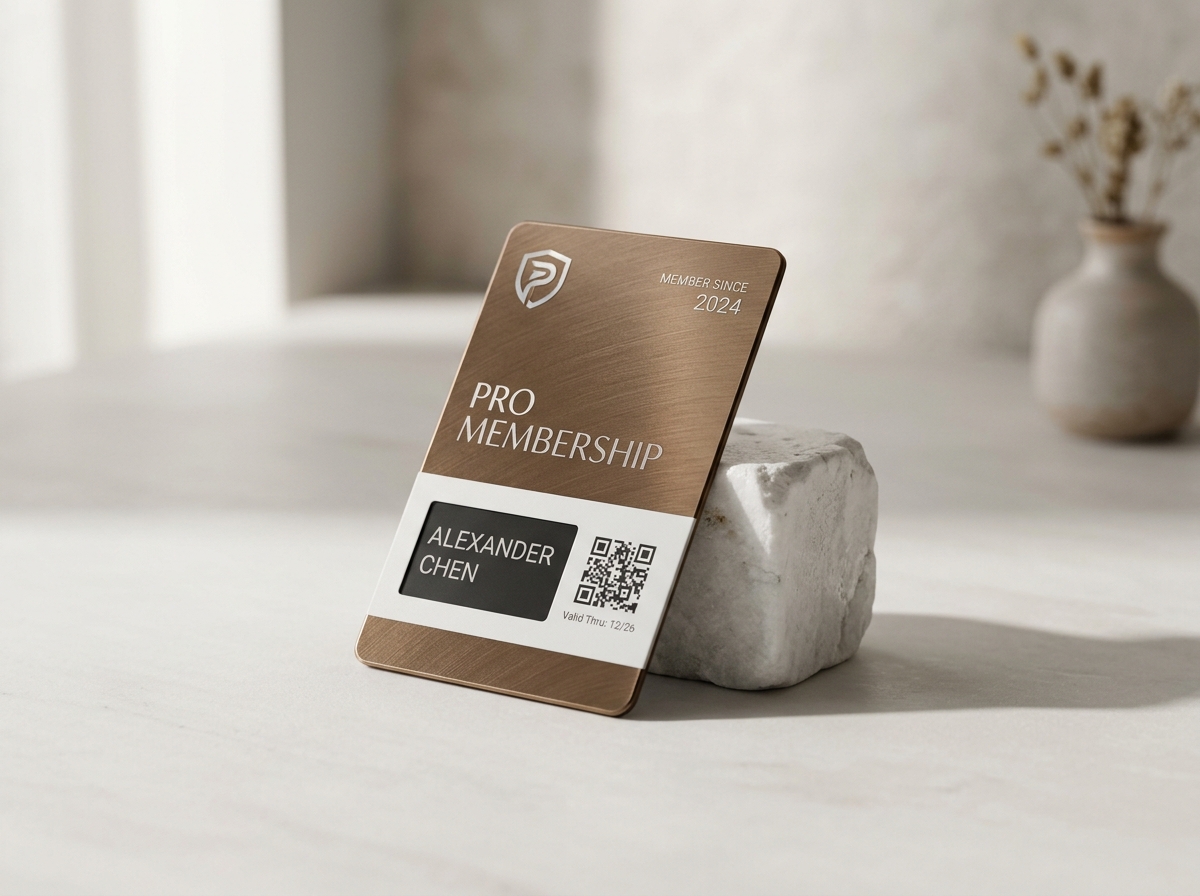 MEMBER SINCE
2024
PRO
MEMBERSHIP
ALEXANDER
CHEN
Valid Thru: 12/26